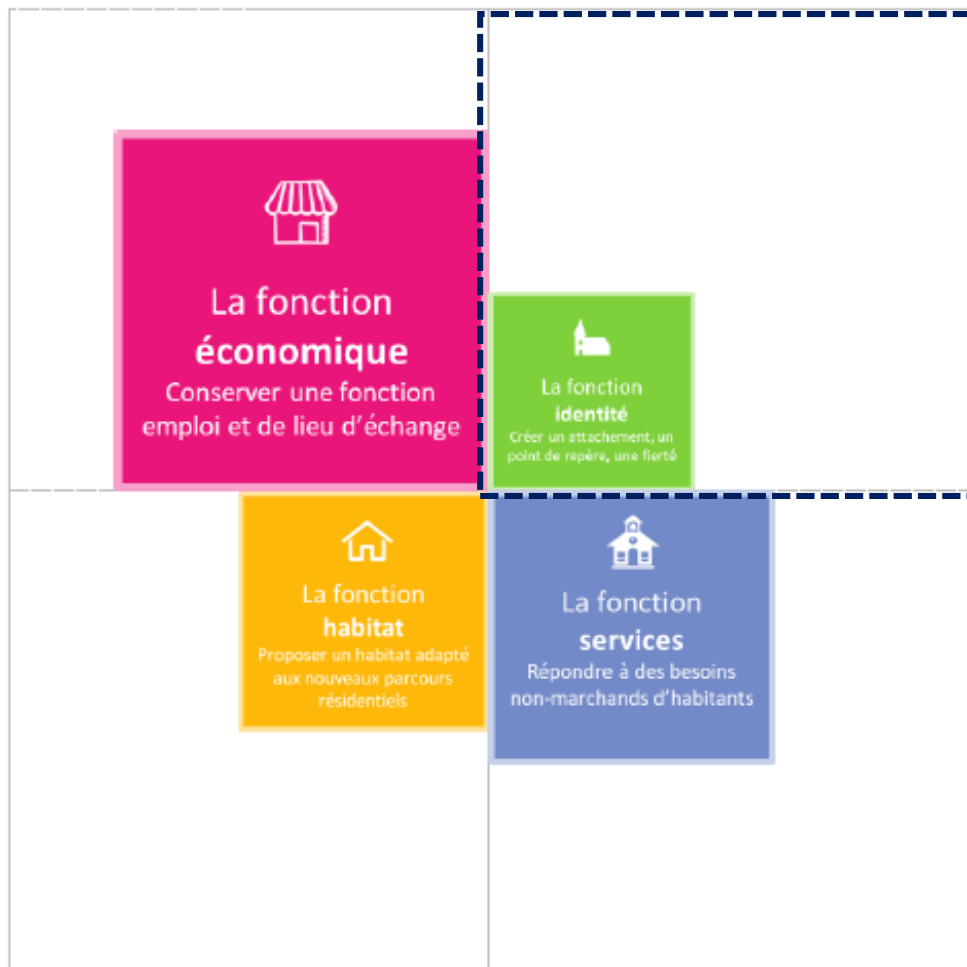 La fonction
économique
Conserver une fonction
emploi et de lieu d'échange
La fonction
identité
Créer un attachement, un
point de repère, une fierté
La fonction
habitat
Proposer un habitat adapté
aux nouveaux parcours
résidentiels
La fonction
services
Répondre à des besoins
non-marchands d'habitants